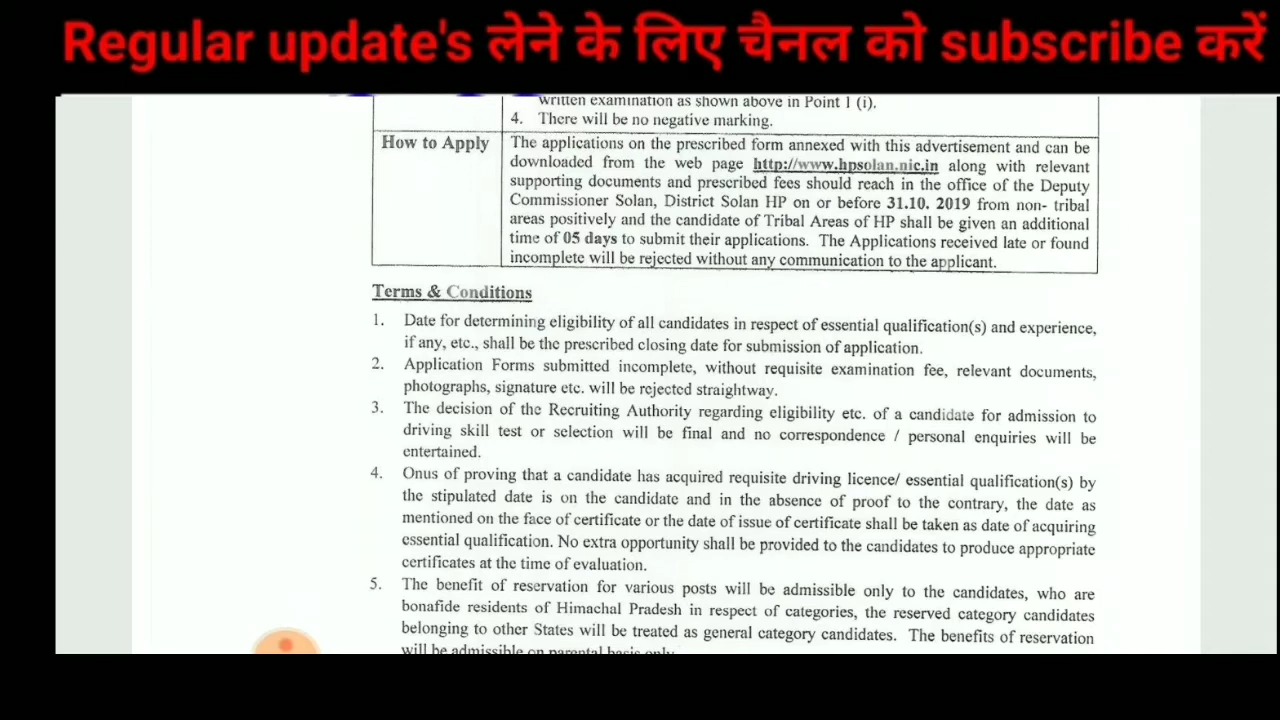 Regular update's लेने के लिए चैनल को subscribe करें
written examination as shown above in Point 1 (i).
4. There will be no negative marking.
How to Apply
The applications on the prescribed form annexed with this advertisement and can be
downloaded from the web page http://www.hpsolan.nic.in along with relevant
supporting documents and prescribed fees should reach in the office of the Deputy
Commissioner Solan, District Solan HP on or before 31.10. 2019 from non- tribal
areas positively and the candidate of Tribal Areas of HP shall be given an additional
time of 05 days to submit their applications. The Applications received late or found
incomplete will be rejected without any communication to the applicant.
Terms & Conditions
1. Date for determining eligibility of all candidates in respect of essential qualification(s) and experience,
if any, etc., shall be the prescribed closing date for submission of application.
2. Application Forms submitted incomplete, without requisite examination fee, relevant documents,
photographs, signature etc. will be rejected straightway.
3. The decision of the Recruiting Authority regarding eligibility etc. of a candidate for admission to
driving skill test or selection will be final and no correspondence / personal enquiries will be
entertained.
4. Onus of proving that a candidate has acquired requisite driving licence/ essential qualification(s) by
the stipulated date is on the candidate and in the absence of proof to the contrary, the date as
mentioned on the face of certificate or the date of issue of certificate shall be taken as date of acquiring
essential qualification. No extra opportunity shall be provided to the candidates to produce appropriate
certificates at the time of evaluation.
5. The benefit of reservation for various posts will be admissible only to the candidates, who are
bonafide residents of Himachal Pradesh in respect of categories, the reserved category candidates
belonging to other States will be treated as general category candidates. The benefits of reservation
will be admissible on parental basis only.